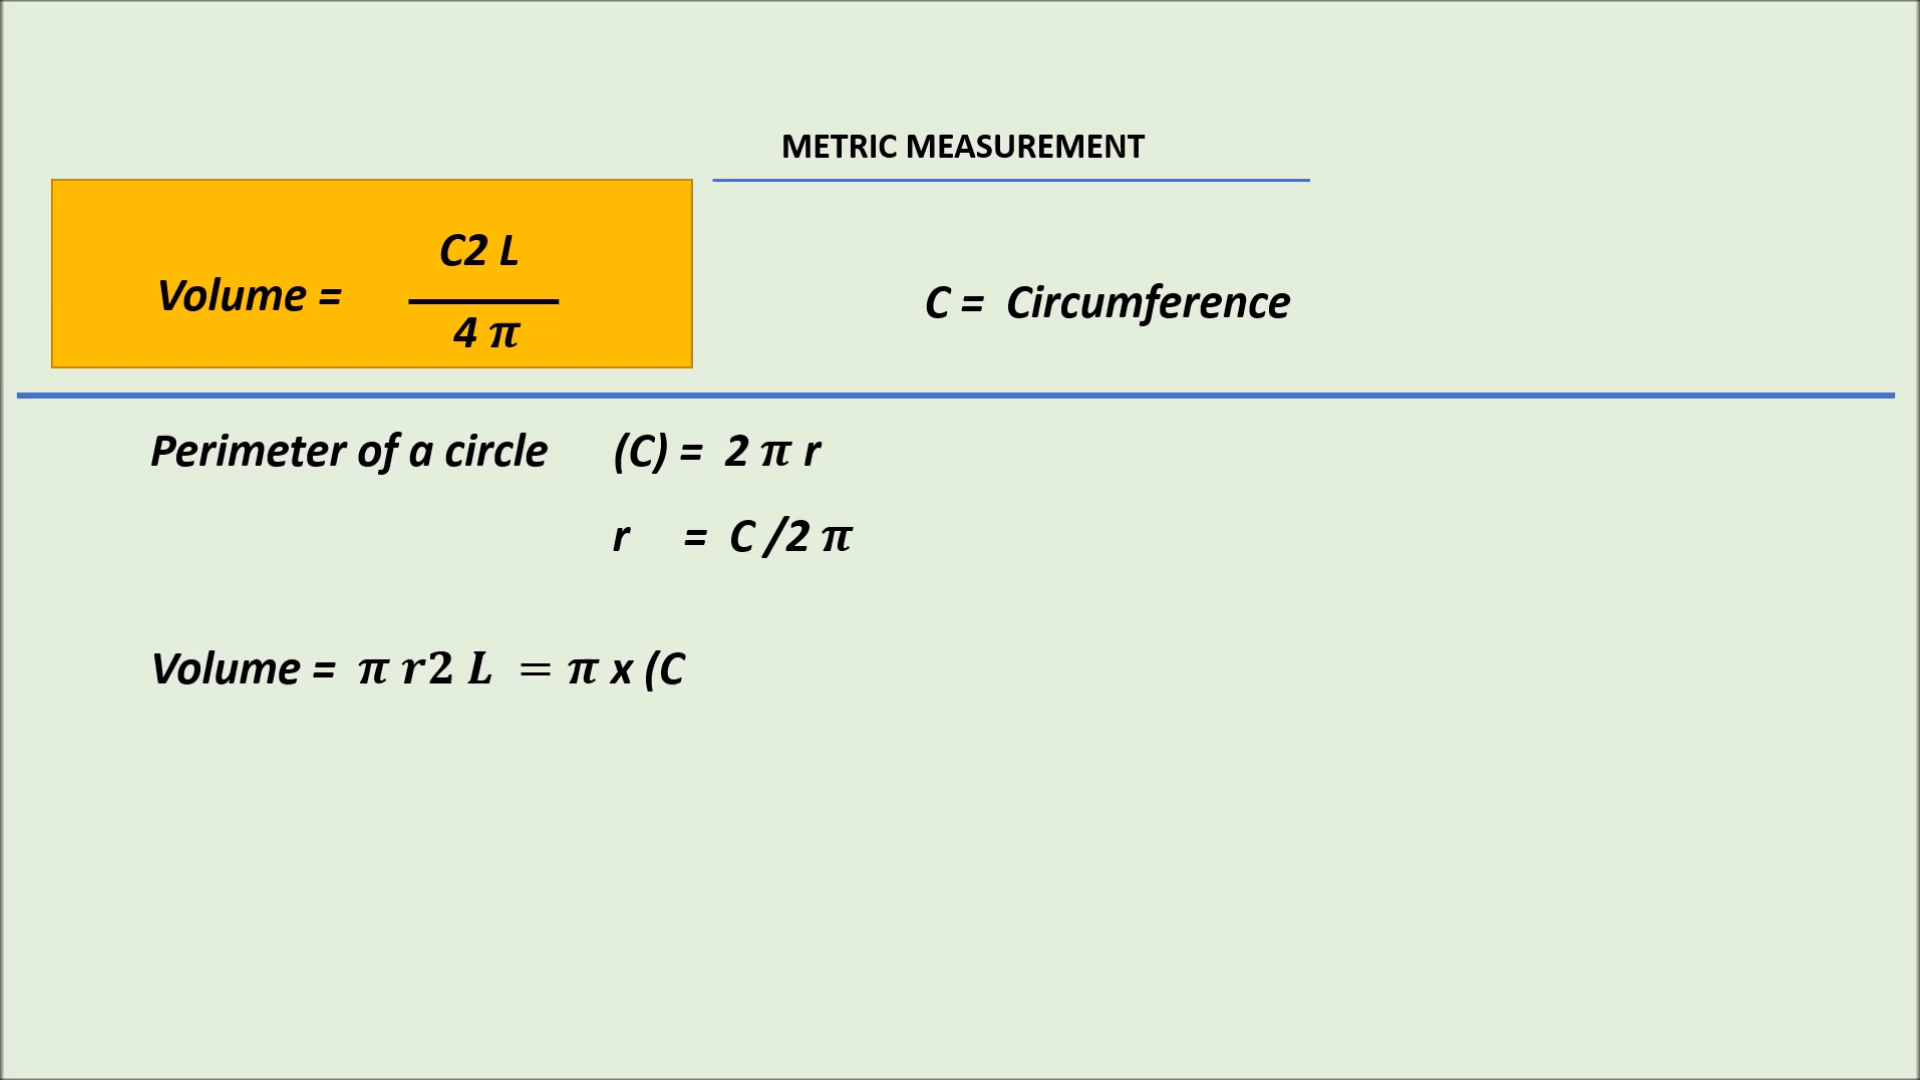 METRIC MEASUREMENT
C2 L
Volume =
4 π
C = Circumference
Perimeter of a circle (C) = 2 π r
r = C /2 π
Volume = π r2 L = π x (C